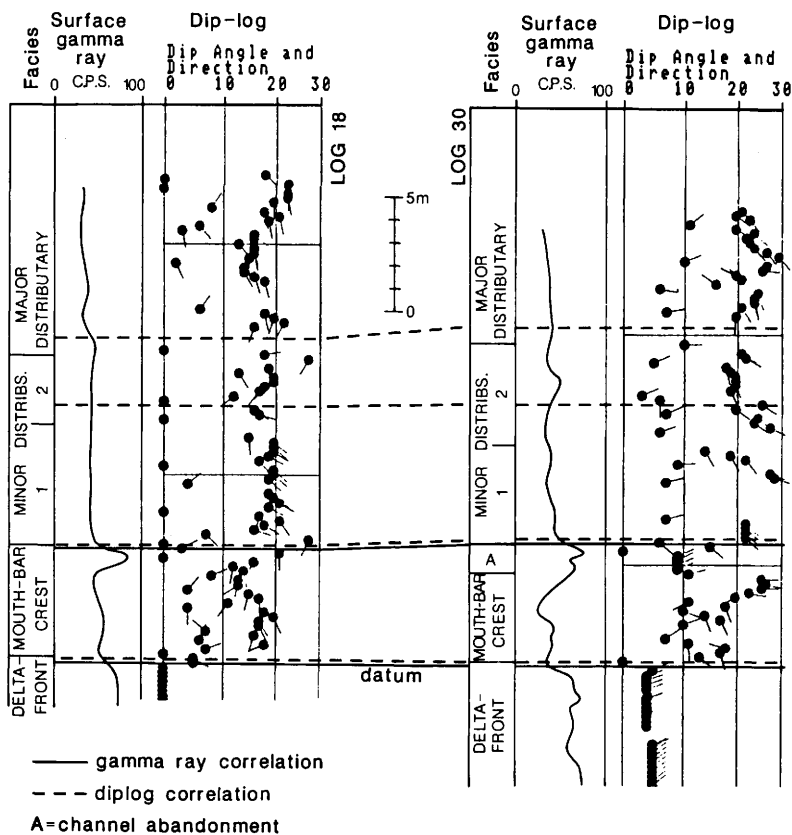 Surface
gamma
ray
C.P.S.
0 100
Facies
Dip-log
Dip Angle and
Direction
0 10 20 30
LOG 18
MAJOR
DISTRIBUTARY
MINOR DISTRIBS.
1 2
MOUTH-BAR
CREST
DELTA-
FRONT
5m
0
datum
Surface
gamma
ray
C.P.S.
0 100
Facies
Dip-log
Dip Angle and
Direction
0 10 20 30
LOG 30
MAJOR
DISTRIBUTARY
MINOR DISTRIBS.
1 2
A
MOUTH-BAR
CREST
DELTA-
FRONT
gamma ray correlation
diplog correlation
A=channel abandonment